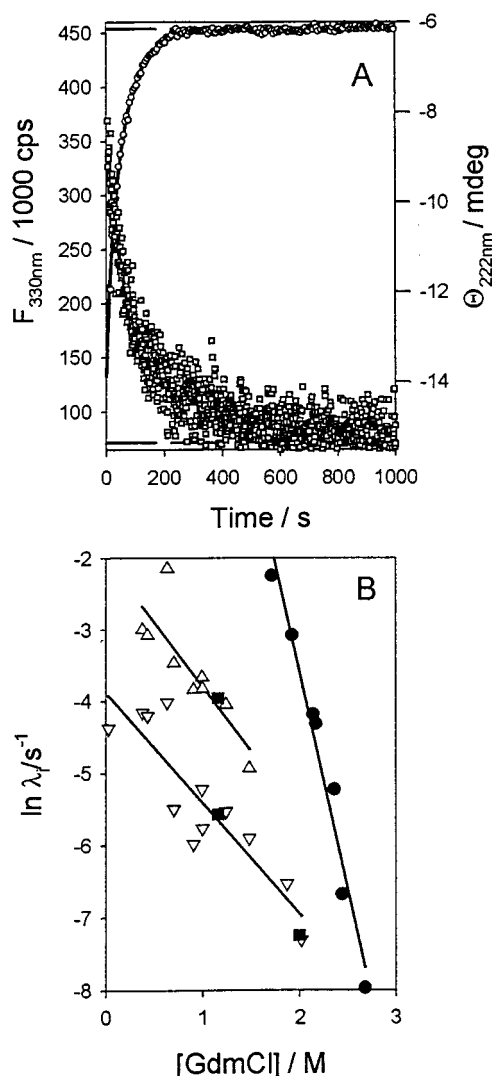 A
450
400
350
300
250
200
150
100
F330nm / 1000 cps
-6
-8
-10
-12
-14
Θ222nm / mdeg
0 200 400 600 800 1000
Time / s
B
-2
-3
-4
-5
-6
-7
-8
ln λf/s-1
0 1 2 3
[GdmCl] / M